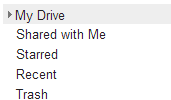 My Drive
Shared with Me
Starred
Recent
Trash